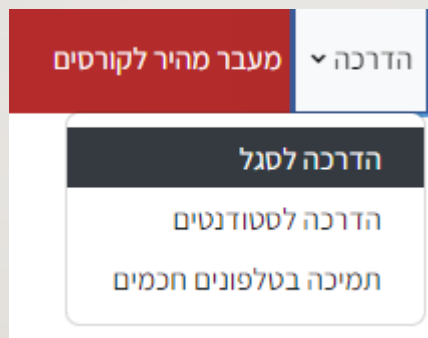 הדרכה
מעבר מהיר לקורסים
הדרכה לסגל
הדרכה לסטודנטים
תמיכה בטלפונים חכמים